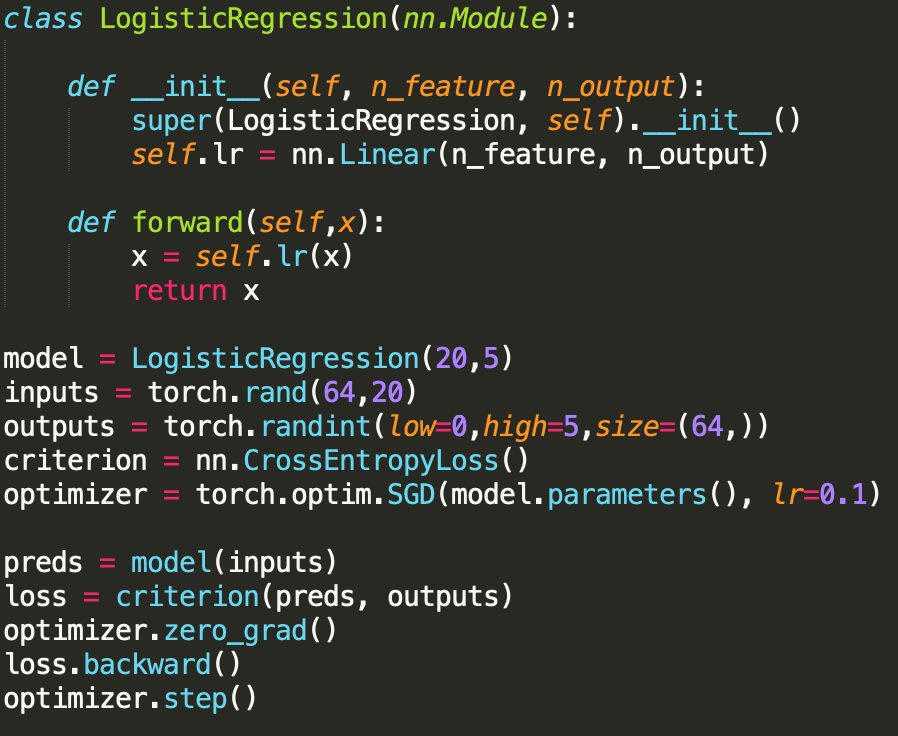 class LogisticRegression(nn.Module):
def __init__(self, n_feature, n_output):
super(LogisticRegression, self).__init__()
self.lr = nn.Linear(n_feature, n_output)
def forward(self,x):
x = self.lr(x)
return x
model = LogisticRegression(20,5)
inputs = torch.rand(64,20)
outputs = torch.randint(low=0,high=5,size=(64,))
criterion = nn.CrossEntropyLoss()
optimizer = torch.optim.SGD(model.parameters(), lr=0.1)
preds = model(inputs)
loss = criterion(preds, outputs)
optimizer.zero_grad()
loss.backward()
optimizer.step()